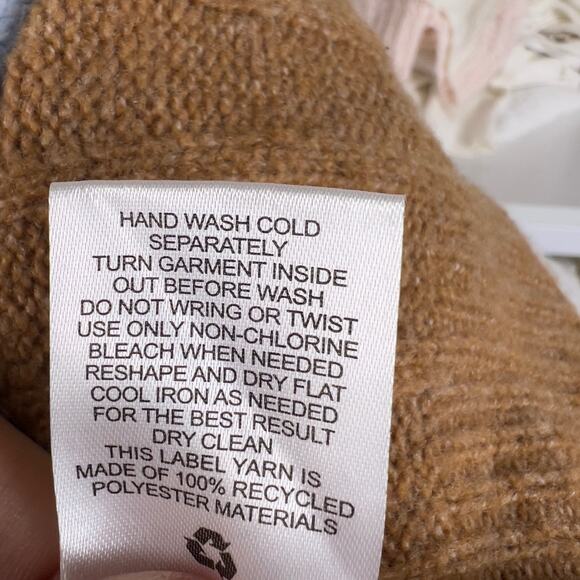 HAND WASH COLD
SEPARATELY
TURN GARMENT INSIDE
OUT BEFORE WASH
DO NOT WRING OR TWIST
USE ONLY NON-CHLORINE
BLEACH WHEN NEEDED
RESHAPE AND DRY FLAT
COOL IRON AS NEEDED
FOR THE BEST RESULT
DRY CLEAN
THIS LABEL YARN IS
MADE OF 100% RECYCLED
POLYESTER MATERIALS